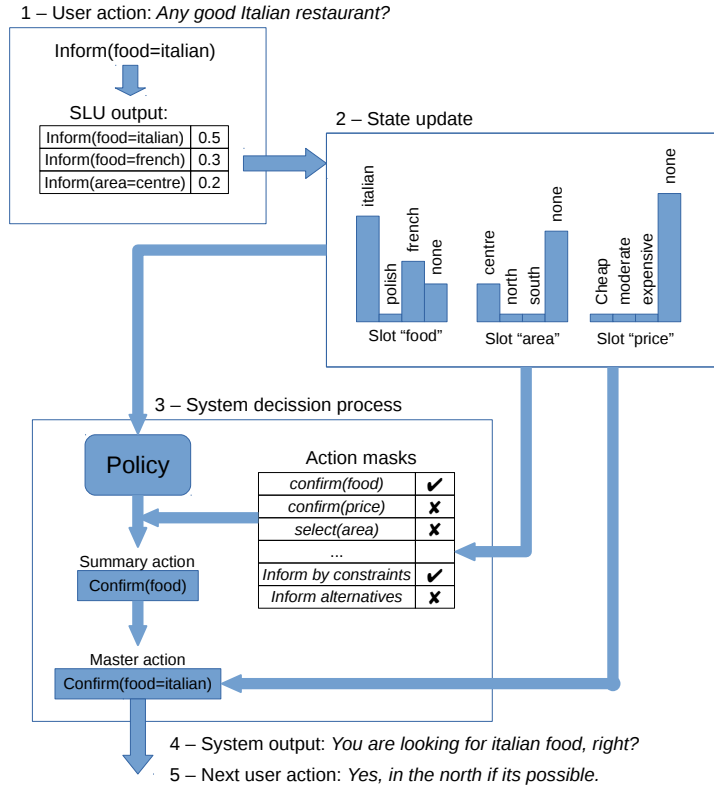 1 – User action: Any good Italian restaurant?
Inform(food=italian)
SLU output:
Inform(food=italian) 0.5
Inform(food=french) 0.3
Inform(area=centre) 0.2
2 – State update
italian
polish
french
none
Slot “food”
centre
north
south
none
Slot “area”
Cheap
moderate
expensive
none
Slot “price”
3 – System decission process
Policy
Action masks
confirm(food) ✔
confirm(price) ✘
select(area) ✘
...
Inform by constraints ✔
Inform alternatives ✘
Summary action
Confirm(food)
Master action
Confirm(food=italian)
4 – System output: You are looking for italian food, right?
5 – Next user action: Yes, in the north if its possible.